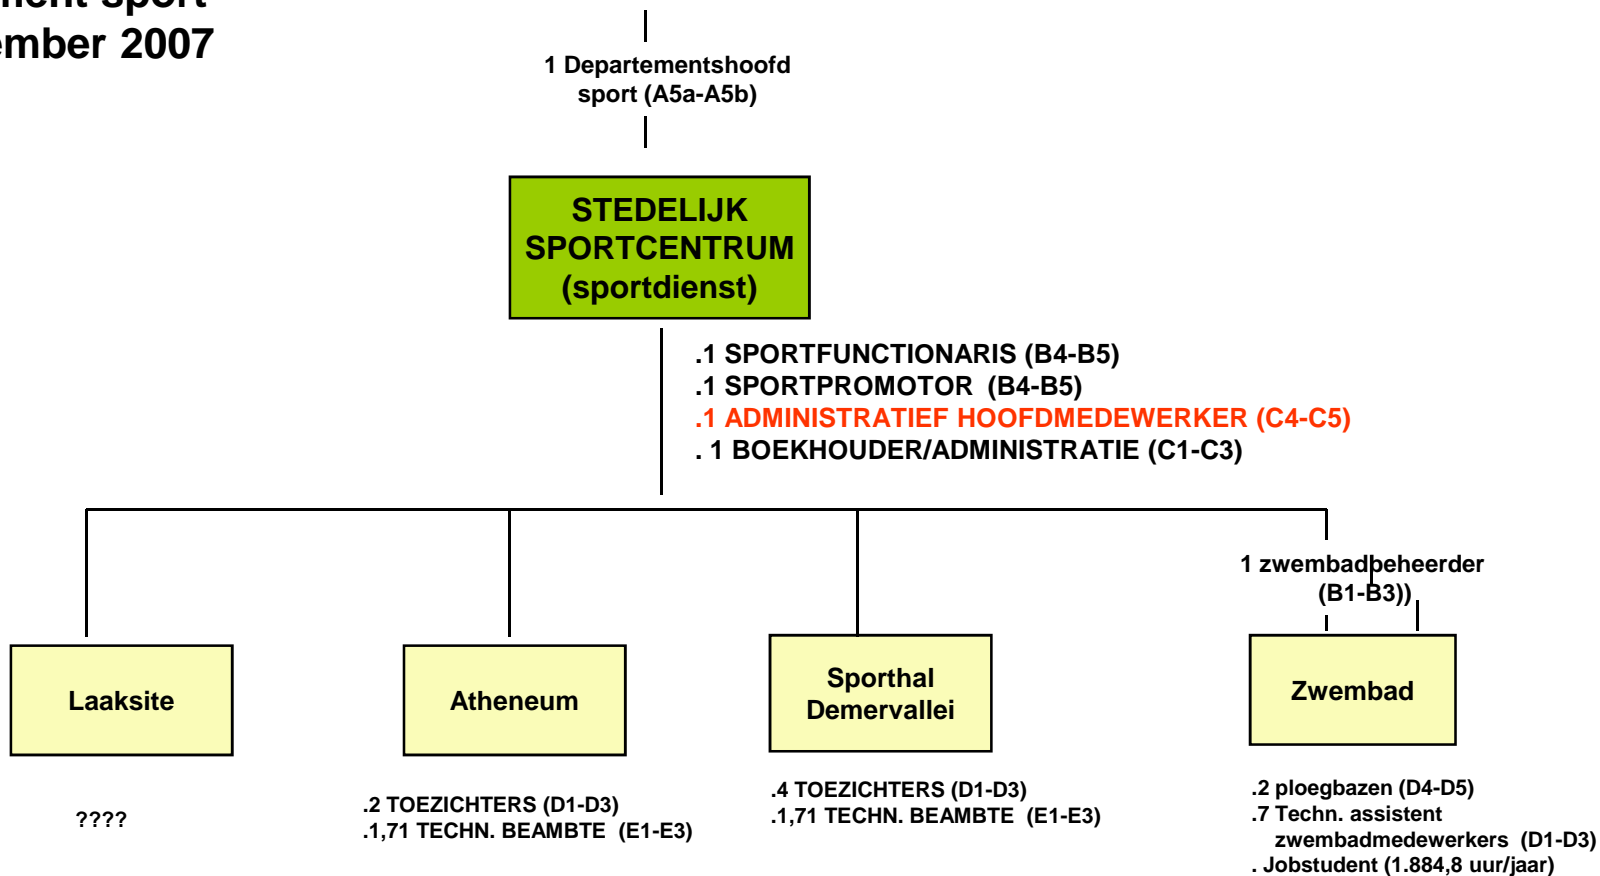 sport
2007
1 Departementshoofd
sport (A5a-A5b)
STEDELIJK
SPORTCENTRUM
(sportdienst)
.1 SPORTFUNCTIONARIS (B4-B5)
.1 SPORTPROMOTOR (B4-B5)
.1 ADMINISTRATIEF HOOFDMEDEWERKER (C4-C5)
. 1 BOEKHOUDER/ADMINISTRATIE (C1-C3)
1 zwembadbeheerder
(B1-B3))
Laaksite
Atheneum
Sporthal
Demervallei
Zwembad
????
.2 TOEZICHTERS (D1-D3)
.1,71 TECHN. BEAMBTE (E1-E3)
.4 TOEZICHTERS (D1-D3)
.1,71 TECHN. BEAMBTE (E1-E3)
.2 ploegbazen (D4-D5)
.7 Techn. assistent
zwembadmedewerkers (D1-D3)
. Jobstudent (1.884,8 uur/jaar)